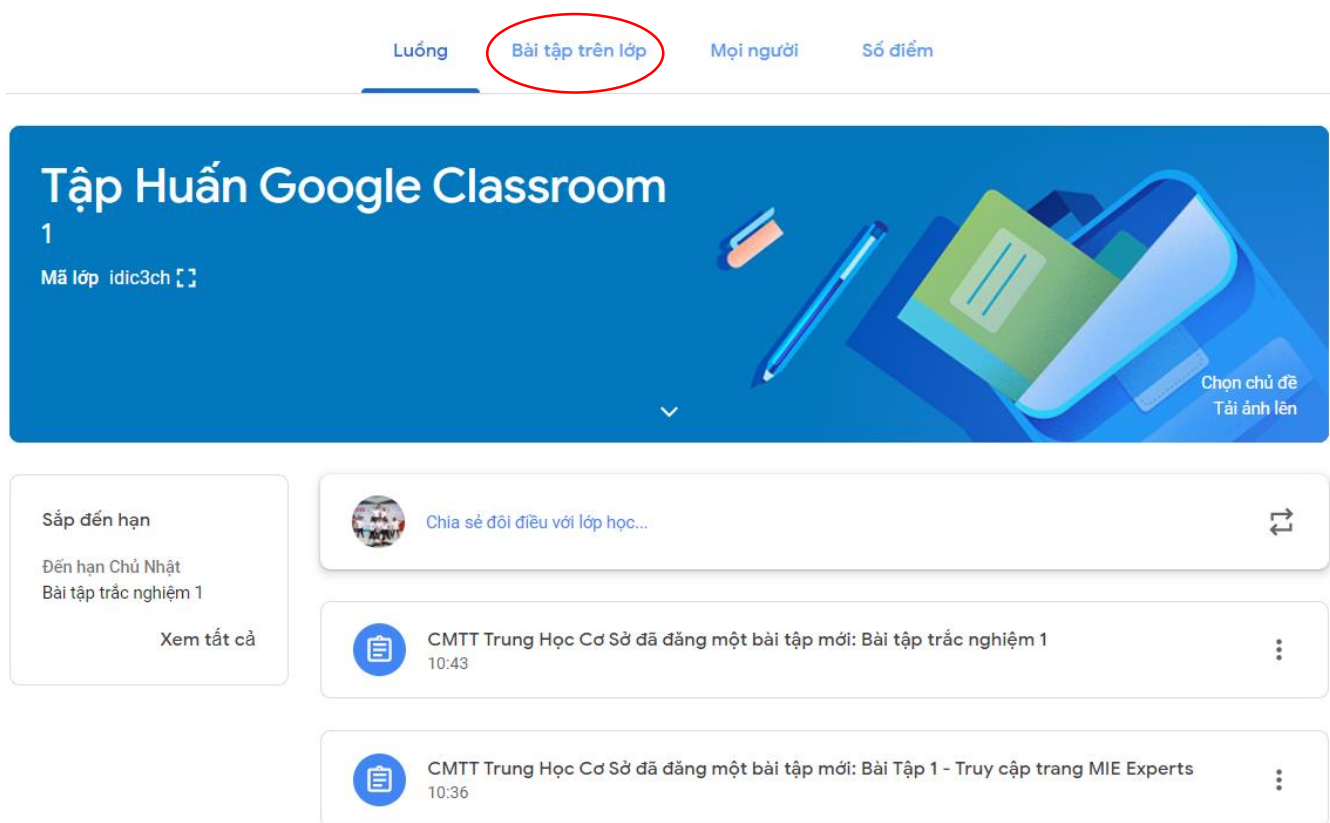 Luồng Bài tập trên lớp Mọi người Số điểm
Tập Huấn Google Classroom
1
Mã lớp idic3ch
Chọn chủ đề
Tải ảnh lên
Sắp đến hạn
Đến hạn Chủ Nhật
Bài tập trắc nghiệm 1
Xem tất cả
Chia sẻ đôi điều với lớp học...
CMTT Trung Học Cơ Sở đã đăng một bài tập mới: Bài tập trắc nghiệm 1
10:43
CMTT Trung Học Cơ Sở đã đăng một bài tập mới: Bài Tập 1 - Truy cập trang MIE Experts
10:36